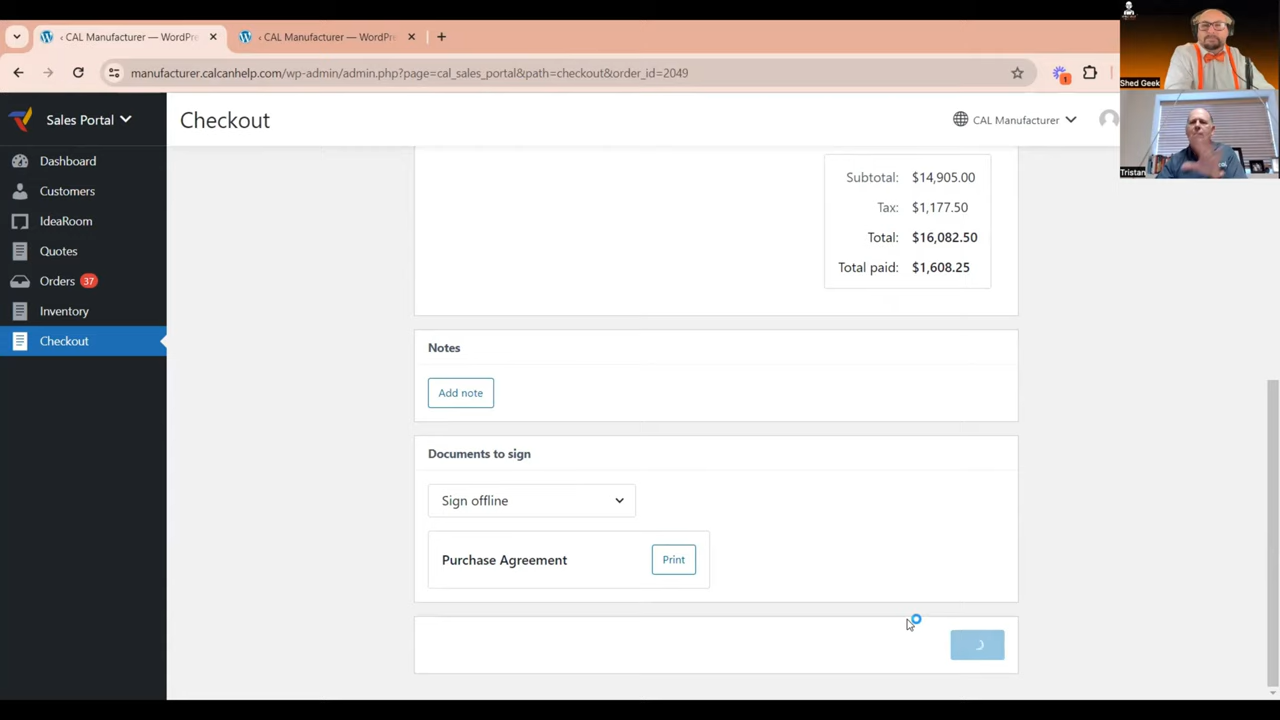 ‹ CAL Manufacturer — WordPre
‹ CAL Manufacturer — WordPre
manufacturer.calcanhelp.com/wp-admin/admin.php?page=cal_sales_portal&path=checkout&order_id=2049
1
Shed Geek
Tristan
Sales Portal
Checkout
CAL Manufacturer
Dashboard
Customers
IdeaRoom
Quotes
Orders 37
Inventory
Checkout
Subtotal: $14,905.00
Tax: $1,177.50
Total: $16,082.50
Total paid: $1,608.25
Notes
Add note
Documents to sign
Sign offline
Purchase Agreement
Print